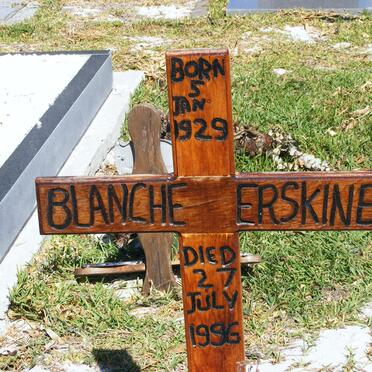 BORN
5
JAN
1929
BLANCHE ERSKINE
DIED
27
JULY
1996